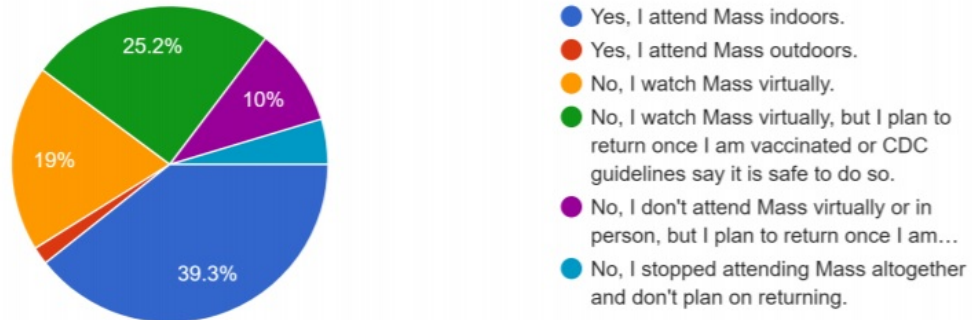 25.2%
10%
19%
39.3%
Yes, I attend Mass indoors.
Yes, I attend Mass outdoors.
No, I watch Mass virtually.
No, I watch Mass virtually, but I plan to
return once I am vaccinated or CDC
guidelines say it is safe to do so.
No, I don't attend Mass virtually or in
person, but I plan to return once I am…
No, I stopped attending Mass altogether
and don't plan on returning.